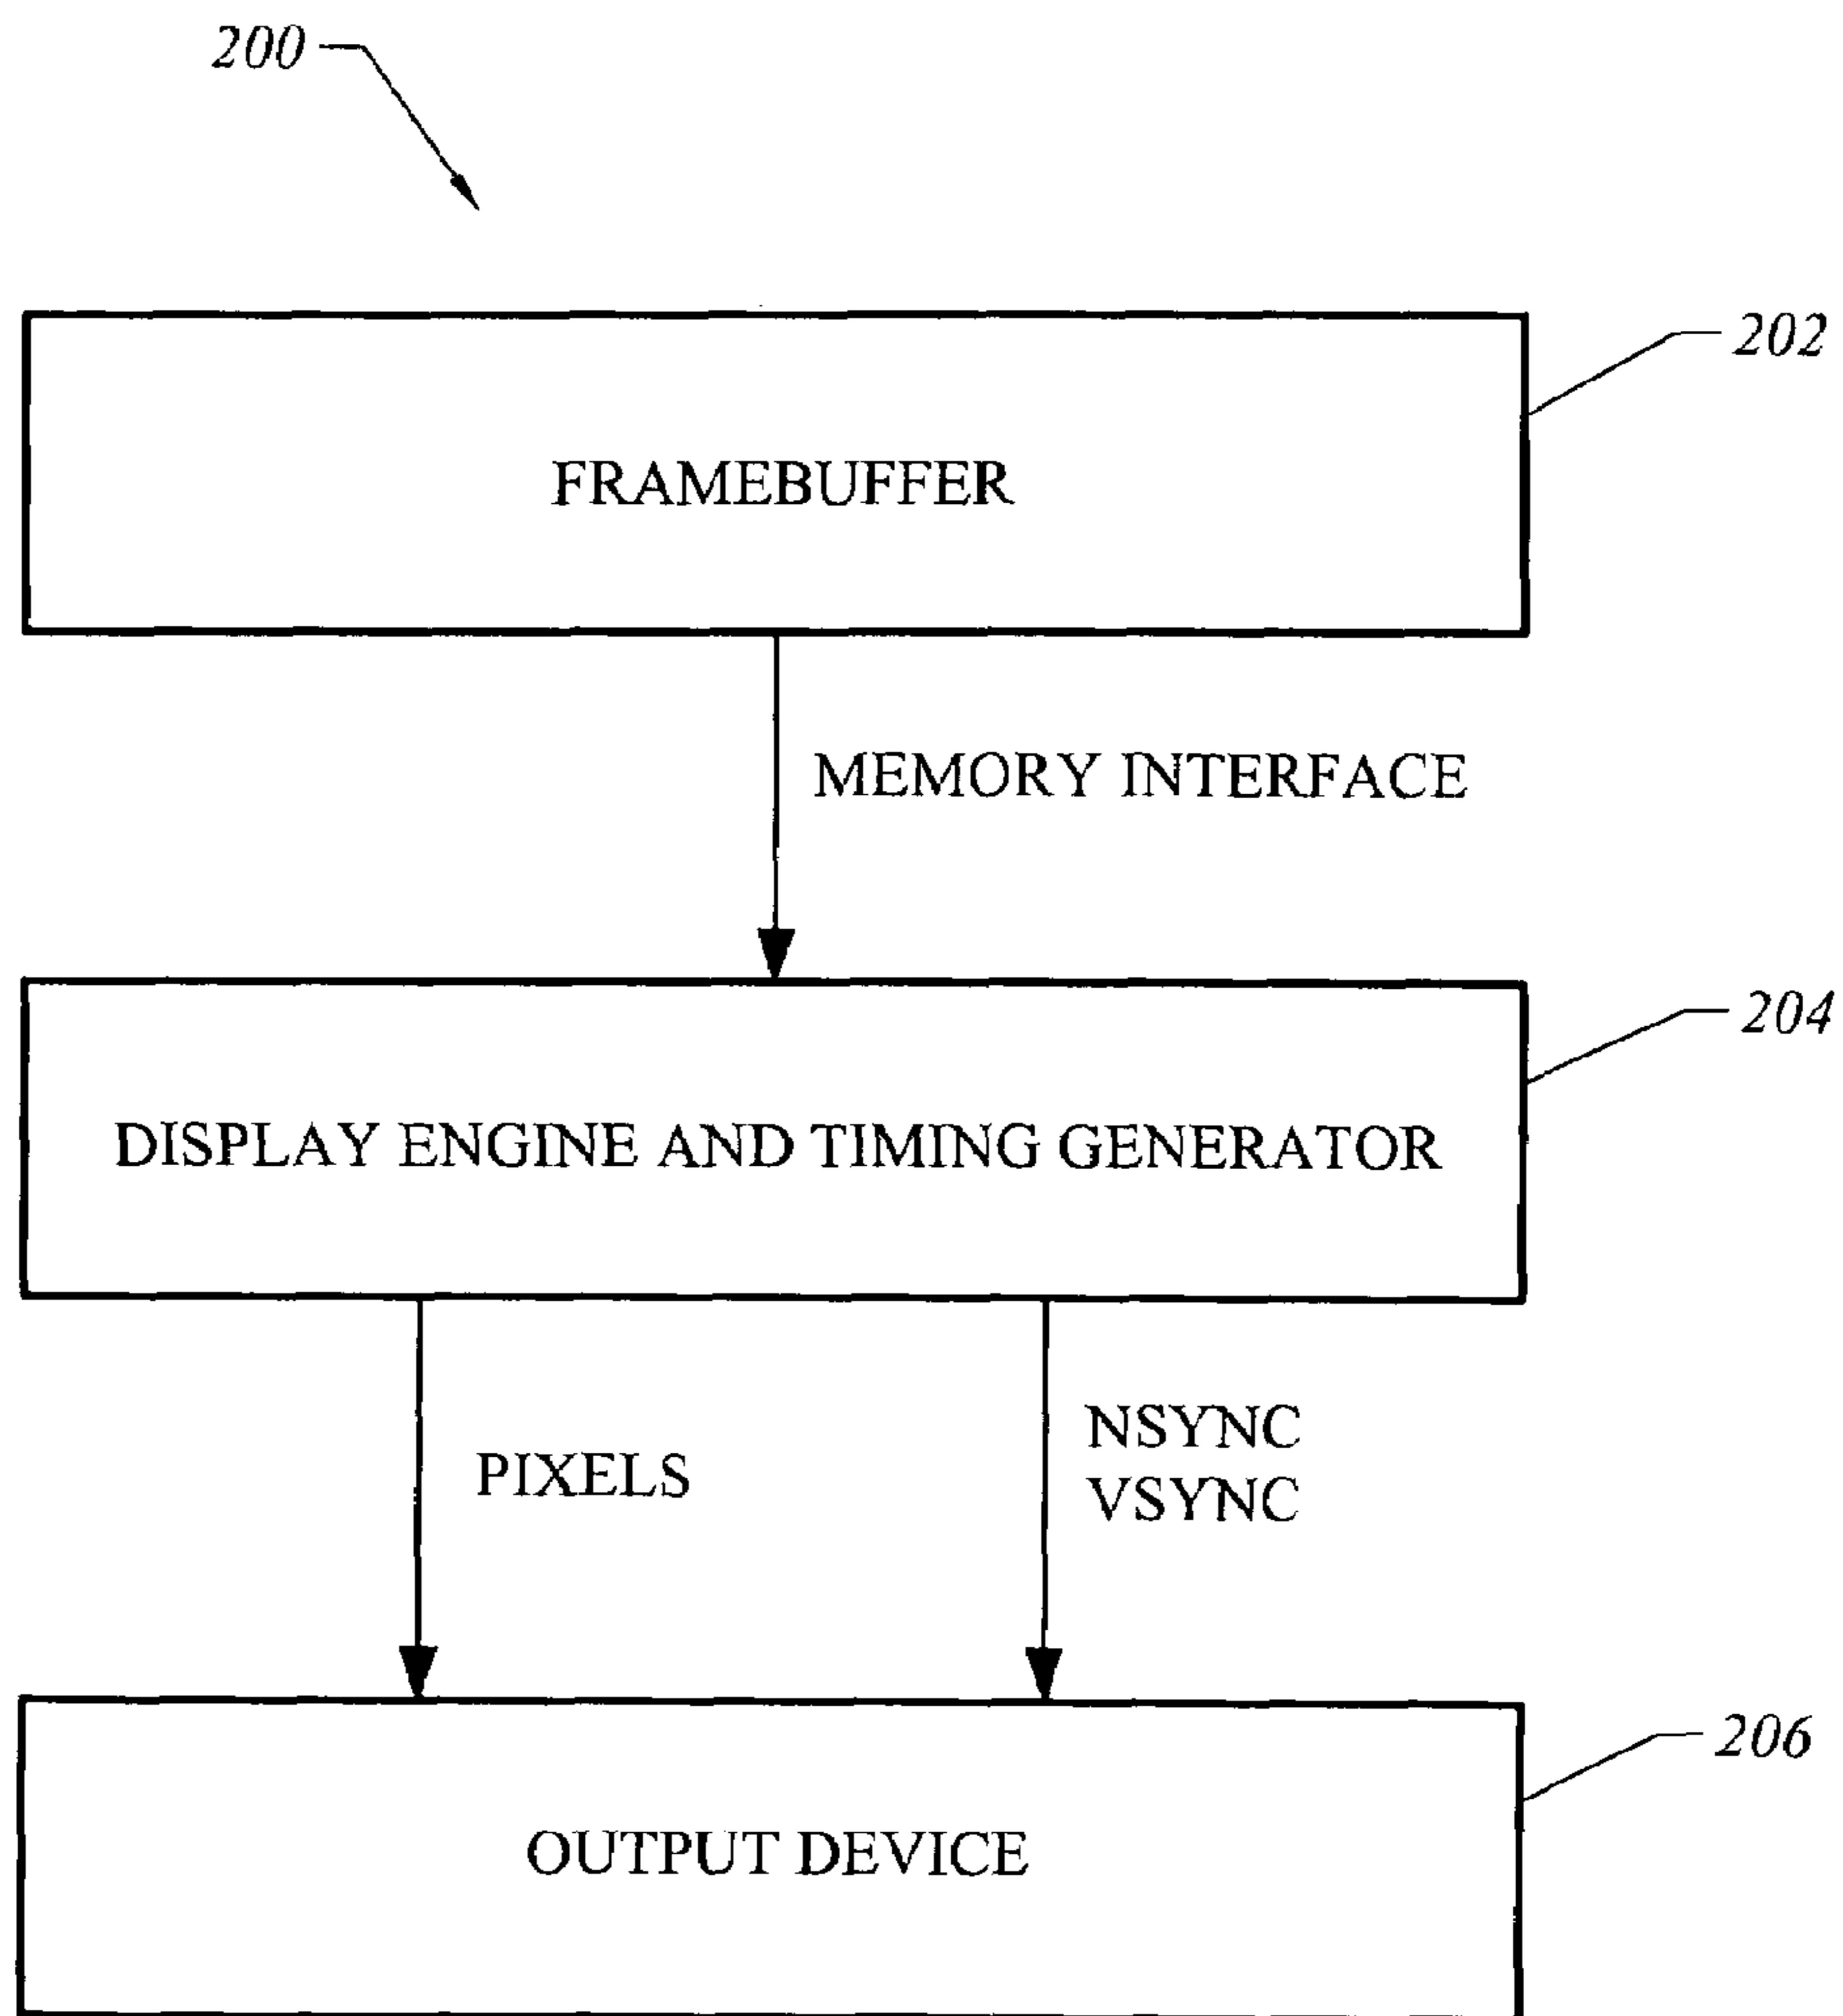 200
202
FRAMEBUFFER
MEMORY INTERFACE
204
DISPLAY ENGINE AND TIMING GENERATOR
PIXELS
NSYNC
VSYNC
206
OUTPUT DEVICE